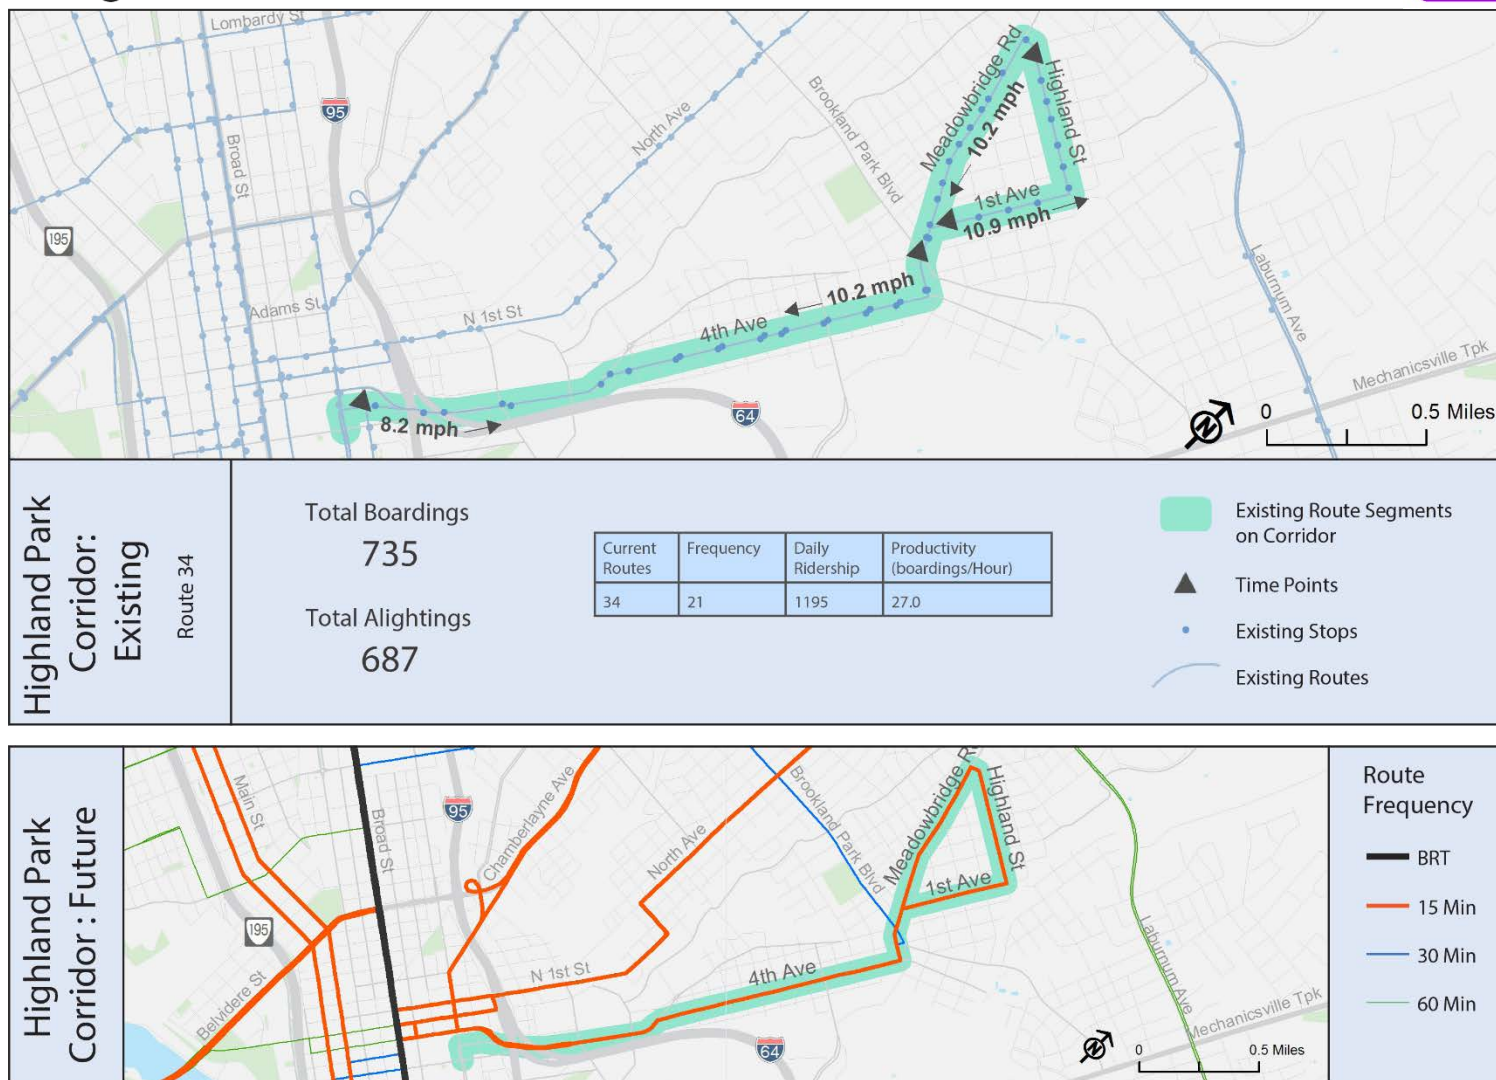 Lombardy St
95
Broad St
North Ave
Brookland Park Blvd
Meadowbridge Rd
10.2 mph
Highland St
1st Ave
10.9 mph
195
Adams St
N 1st St
4th Ave
10.2 mph
Laburnum Ave
Mechanicsville Tpk
8.2 mph
64
N
0 0.5 Miles
Highland Park
Corridor:
Existing
Route 34
Total Boardings
735
Total Alightings
687
Current Routes Frequency Daily Ridership Productivity (boardings/Hour)
34 21 1195 27.0
Existing Route Segments
on Corridor
Time Points
Existing Stops
Existing Routes
Highland Park
Corridor : Future
Main St
Broad St
95
Chamberlayne Ave
North Ave
Brookland Park Blvd
Meadowbridge R
Highland St
1st Ave
195
Belvidere St
N 1st St
4th Ave
Laburnum Ave
Mechanicsville Tpk
64
N
0 0.5 Miles
Route
Frequency
BRT
15 Min
30 Min
60 Min